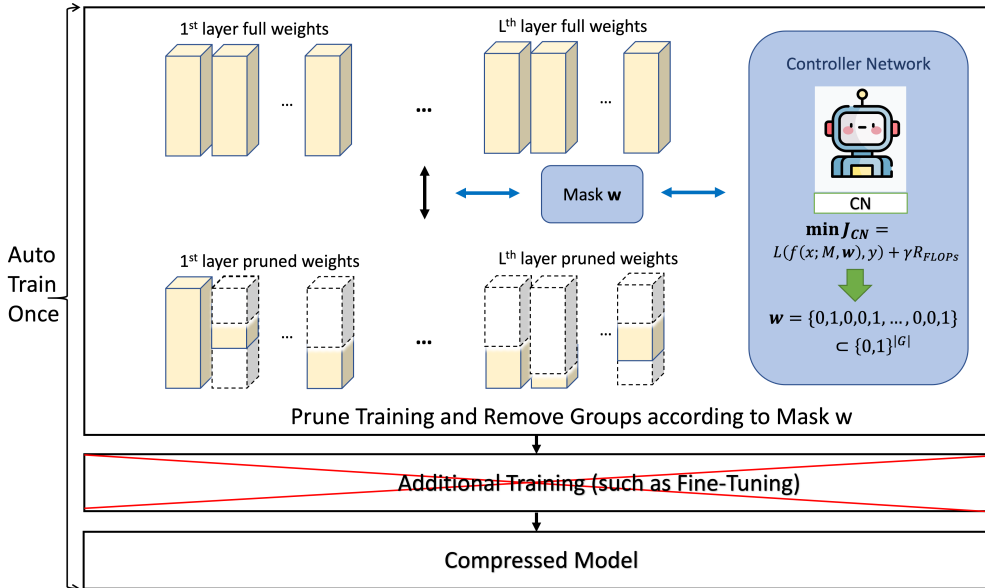 1st layer full weights
Lth layer full weights
...
...
...
Controller Network
CN
Mask w
min J_CN =
L(f(x; M, w), y) + γR_FLOPs
w = {0,1,0,0,1, …, 0,0,1}
⊂ {0,1}^|G|
1st layer pruned weights
Lth layer pruned weights
...
...
...
Prune Training and Remove Groups according to Mask w
Auto
Train
Once
Additional Training (such as Fine-Tuning)
Compressed Model